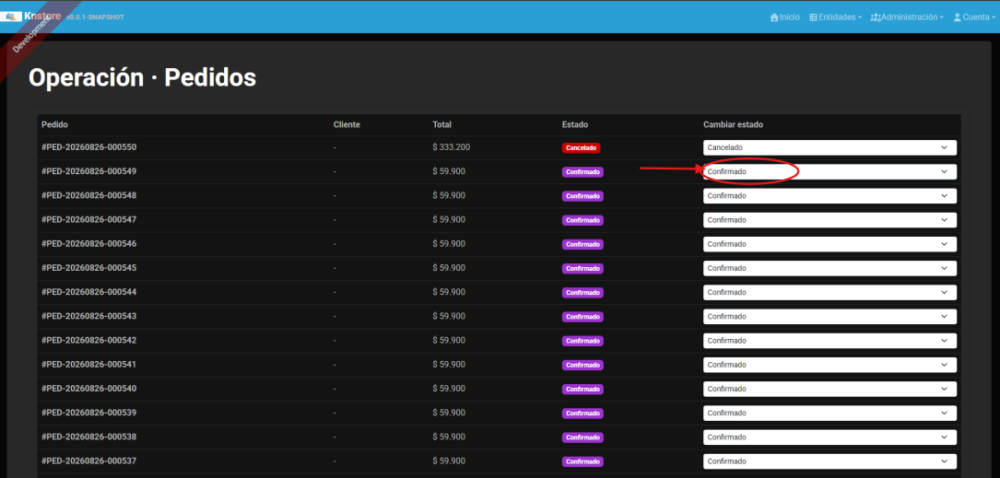 Knstore v0.0.1-SNAPSHOT
Inicio Entidades Administración Cuenta
Development
Operación · Pedidos
Pedido Cliente Total Estado Cambiar estado
#PED-20260826-000550 - $ 333.200 Cancelado Cancelado
#PED-20260826-000549 - $ 59.900 Confirmado Confirmado
#PED-20260826-000548 - $ 59.900 Confirmado Confirmado
#PED-20260826-000547 - $ 59.900 Confirmado Confirmado
#PED-20260826-000546 - $ 59.900 Confirmado Confirmado
#PED-20260826-000545 - $ 59.900 Confirmado Confirmado
#PED-20260826-000544 - $ 59.900 Confirmado Confirmado
#PED-20260826-000543 - $ 59.900 Confirmado Confirmado
#PED-20260826-000542 - $ 59.900 Confirmado Confirmado
#PED-20260826-000541 - $ 59.900 Confirmado Confirmado
#PED-20260826-000540 - $ 59.900 Confirmado Confirmado
#PED-20260826-000539 - $ 59.900 Confirmado Confirmado
#PED-20260826-000538 - $ 59.900 Confirmado Confirmado
#PED-20260826-000537 - $ 59.900 Confirmado Confirmado